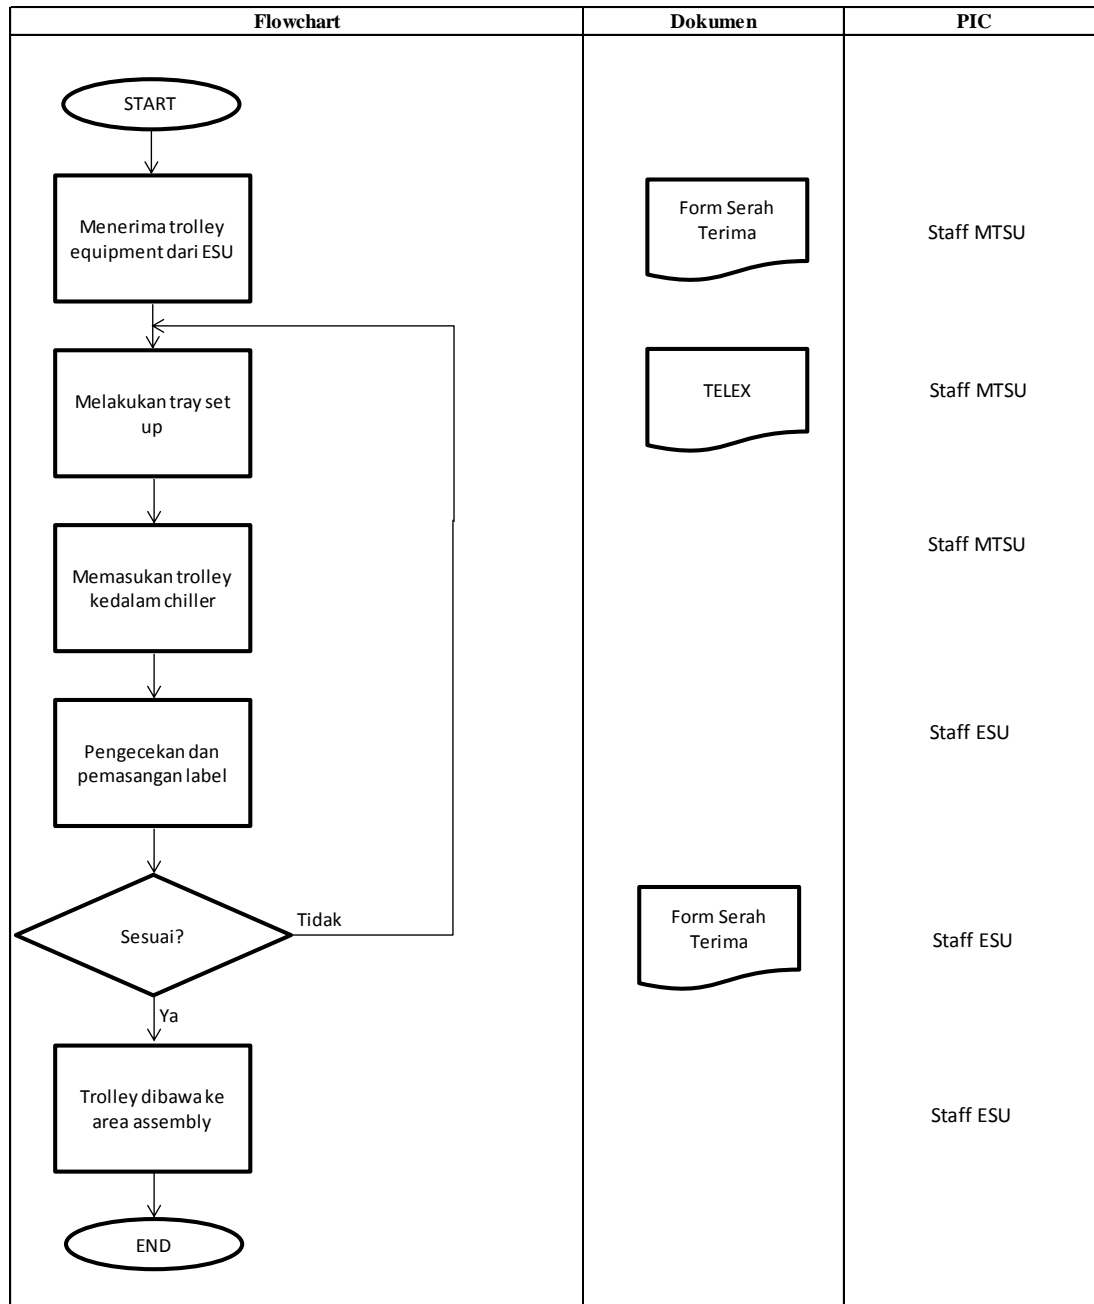 Flowchart
Dokumen
PIC
START
Menerima trolley
equipment dari ESU
Form Serah
Terima
Staff MTSU
Melakukan tray set
up
TELEX
Staff MTSU
Memasukan trolley
kedalam chiller
Staff MTSU
Pengecekan dan
pemasangan label
Staff ESU
Sesuai?
Tidak
Form Serah
Terima
Staff ESU
Ya
Trolley dibawa ke
area assembly
Staff ESU
END